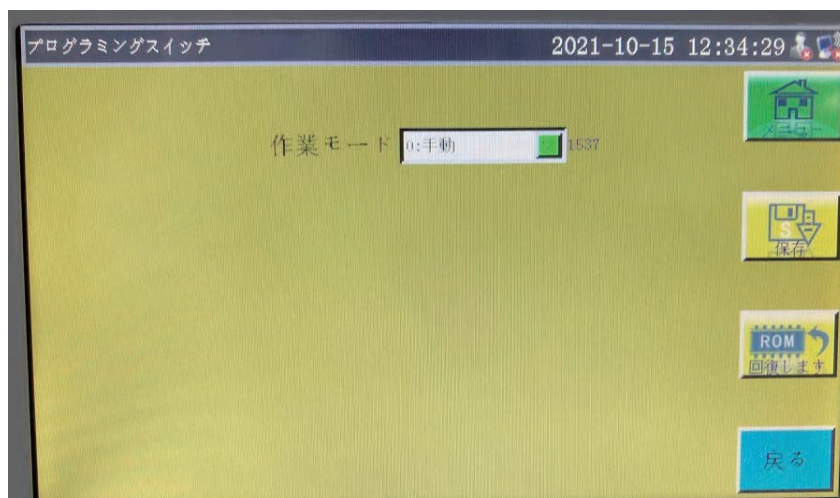 プログラミングスイッチ
2021-10-15 12:34:29
メニュー
作業モード 0:手動 1537
S
保存
ROM
回復します
戻る